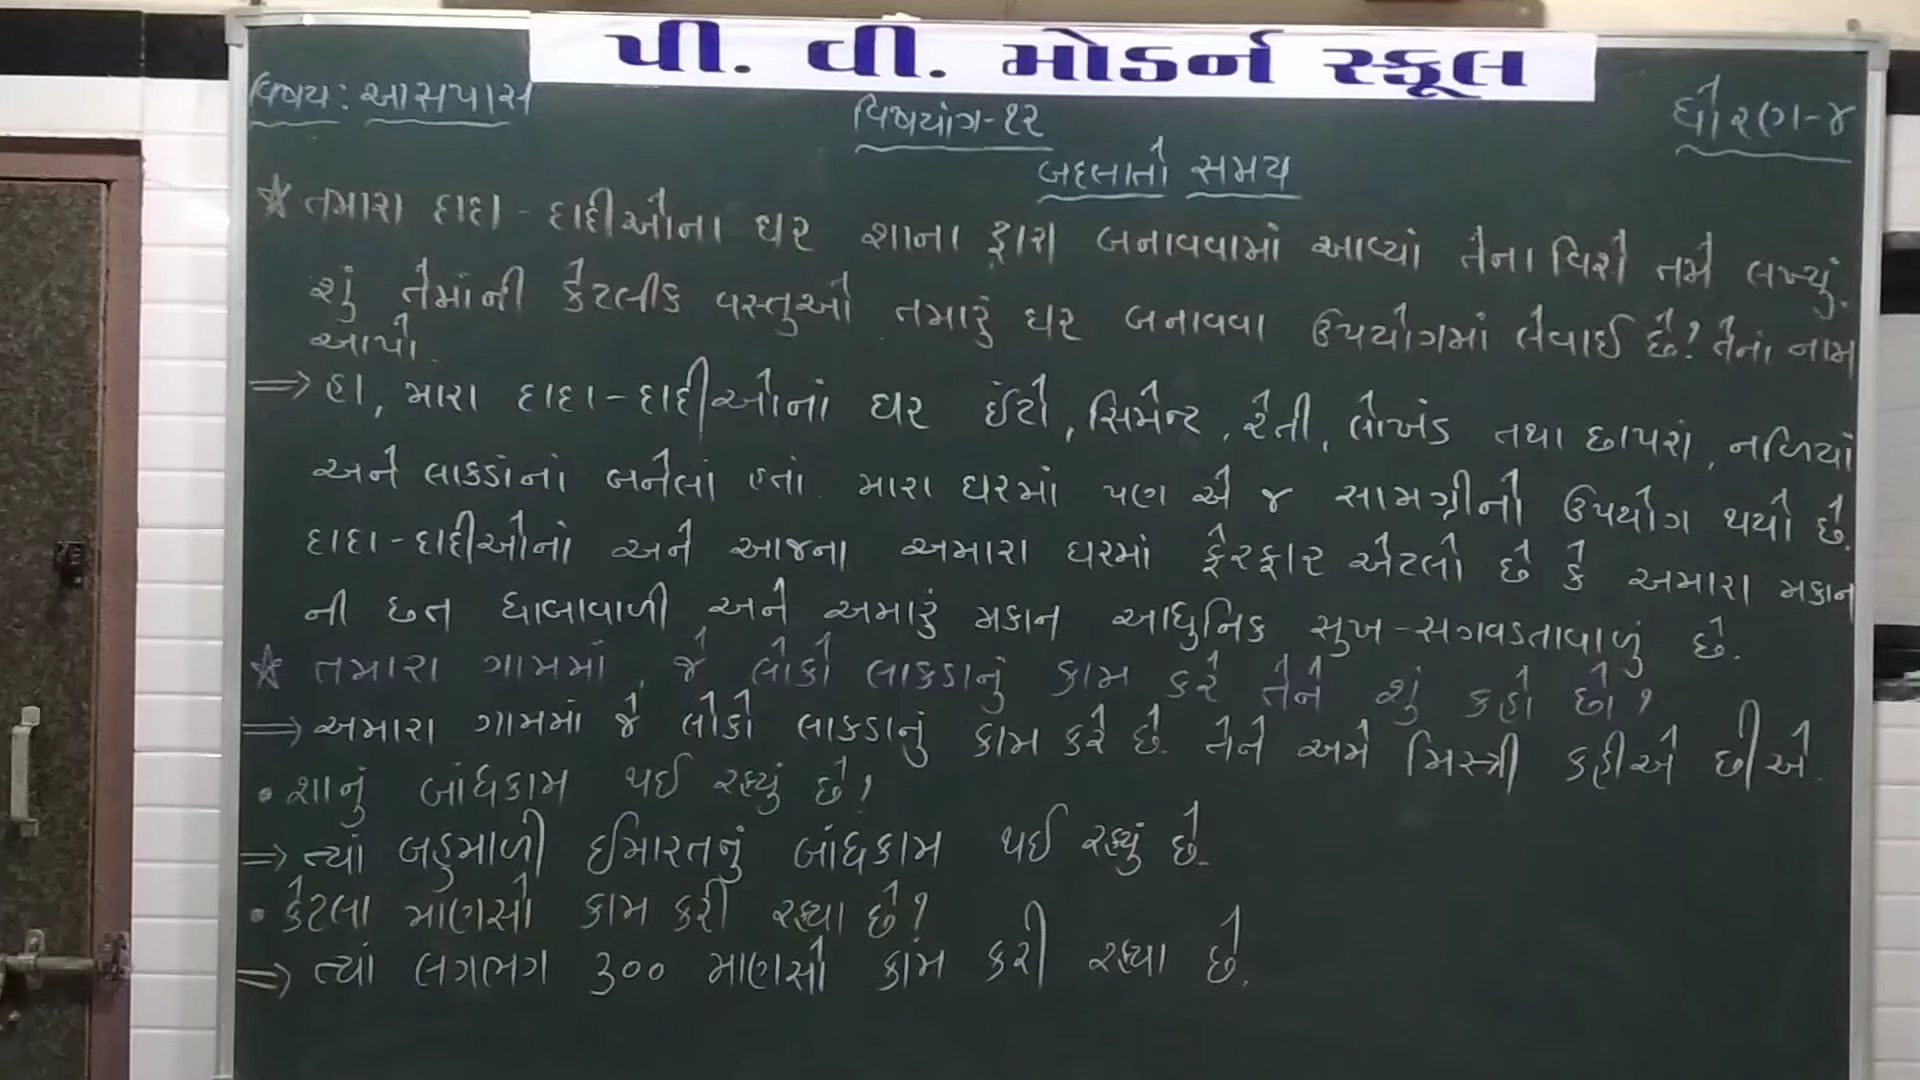 પી. વી. મોડર્ન સ્કૂલ
વિષય: આસપાસ
વિષયાંગ-૧૨
ધોરણ-૪
બદલાતો સમય
☆ તમારા દાદા-દાદીઓના ઘર શાના દ્વારા બનાવવામાં આવ્યાં તેના વિશે તમે લખ્યું.
શું તેમાંની કેટલીક વસ્તુઓ તમારું ઘર બનાવવા ઉપયોગમાં લેવાઈ છે? તેનાં નામ
આપો.
⇒ હા, મારા દાદા-દાદીઓનાં ઘર ઈંટો, સિમેન્ટ, રેતી, લોખંડ તથા છાપરાં, નળિયાં
અને લાકડાંનાં બનેલાં હતાં. મારા ઘરમાં પણ એ જ સામગ્રીનો ઉપયોગ થયો છે.
દાદા-દાદીઓનાં અને આજના અમારા ઘરમાં ફેરફાર એટલો છે કે અમારા મકાન
ની છત ધાબાવાળી અને અમારું મકાન આધુનિક સુખ-સગવડતાવાળું છે.
☆ તમારા ગામમાં જે લોકો લાકડાનું કામ કરે તેને શું કહો છો?
⇒ અમારા ગામમાં જે લોકો લાકડાનું કામ કરે છે. તેને અમે મિસ્ત્રી કહીએ છીએ.
• શાનું બાંધકામ થઈ રહ્યું છે?
⇒ ત્યાં બહુમાળી ઈમારતનું બાંધકામ થઈ રહ્યું છે.
• કેટલા માણસો કામ કરી રહ્યા છે?
⇒ ત્યાં લગભગ ૩૦૦ માણસો કામ કરી રહ્યા છે.